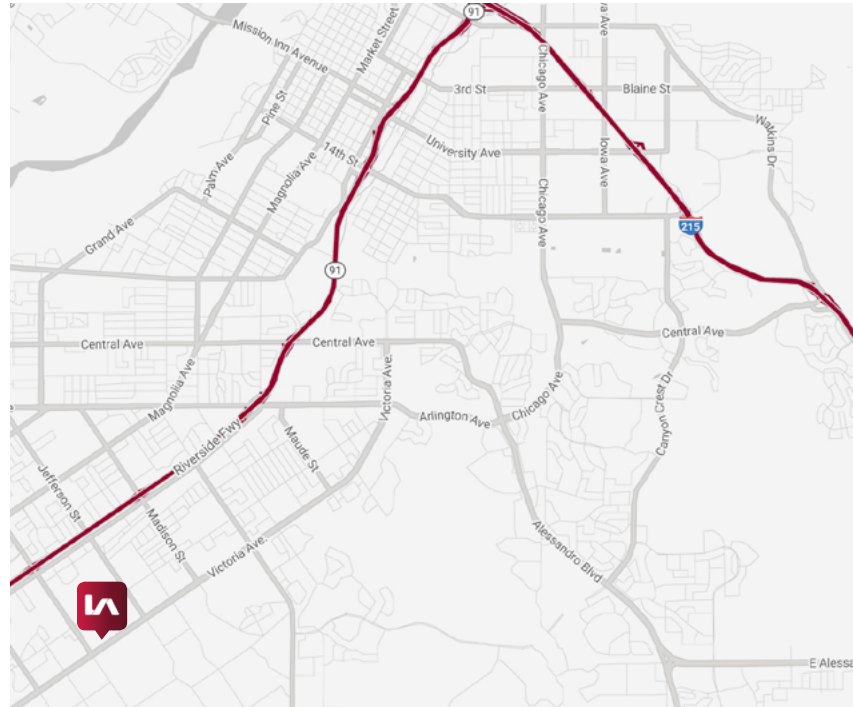 91
Mission Inn Avenue
Market Street
Chicago Ave
3rd St
Blaine St
Pine St
Watkins Dr
14th St
University Ave
Palm Ave
Magnolia Ave
Iowa Ave
Chicago Ave
Grand Ave
215
91
Central Ave
Central Ave
Central Ave
Magnolia Ave
Victoria Ave.
Canyon Crest Dr
Chicago Ave
Arlington Ave
Riverside Fwy
Maude St
Jefferson St
Madison St
Victoria Ave.
Alessandro Blvd
E Alessa